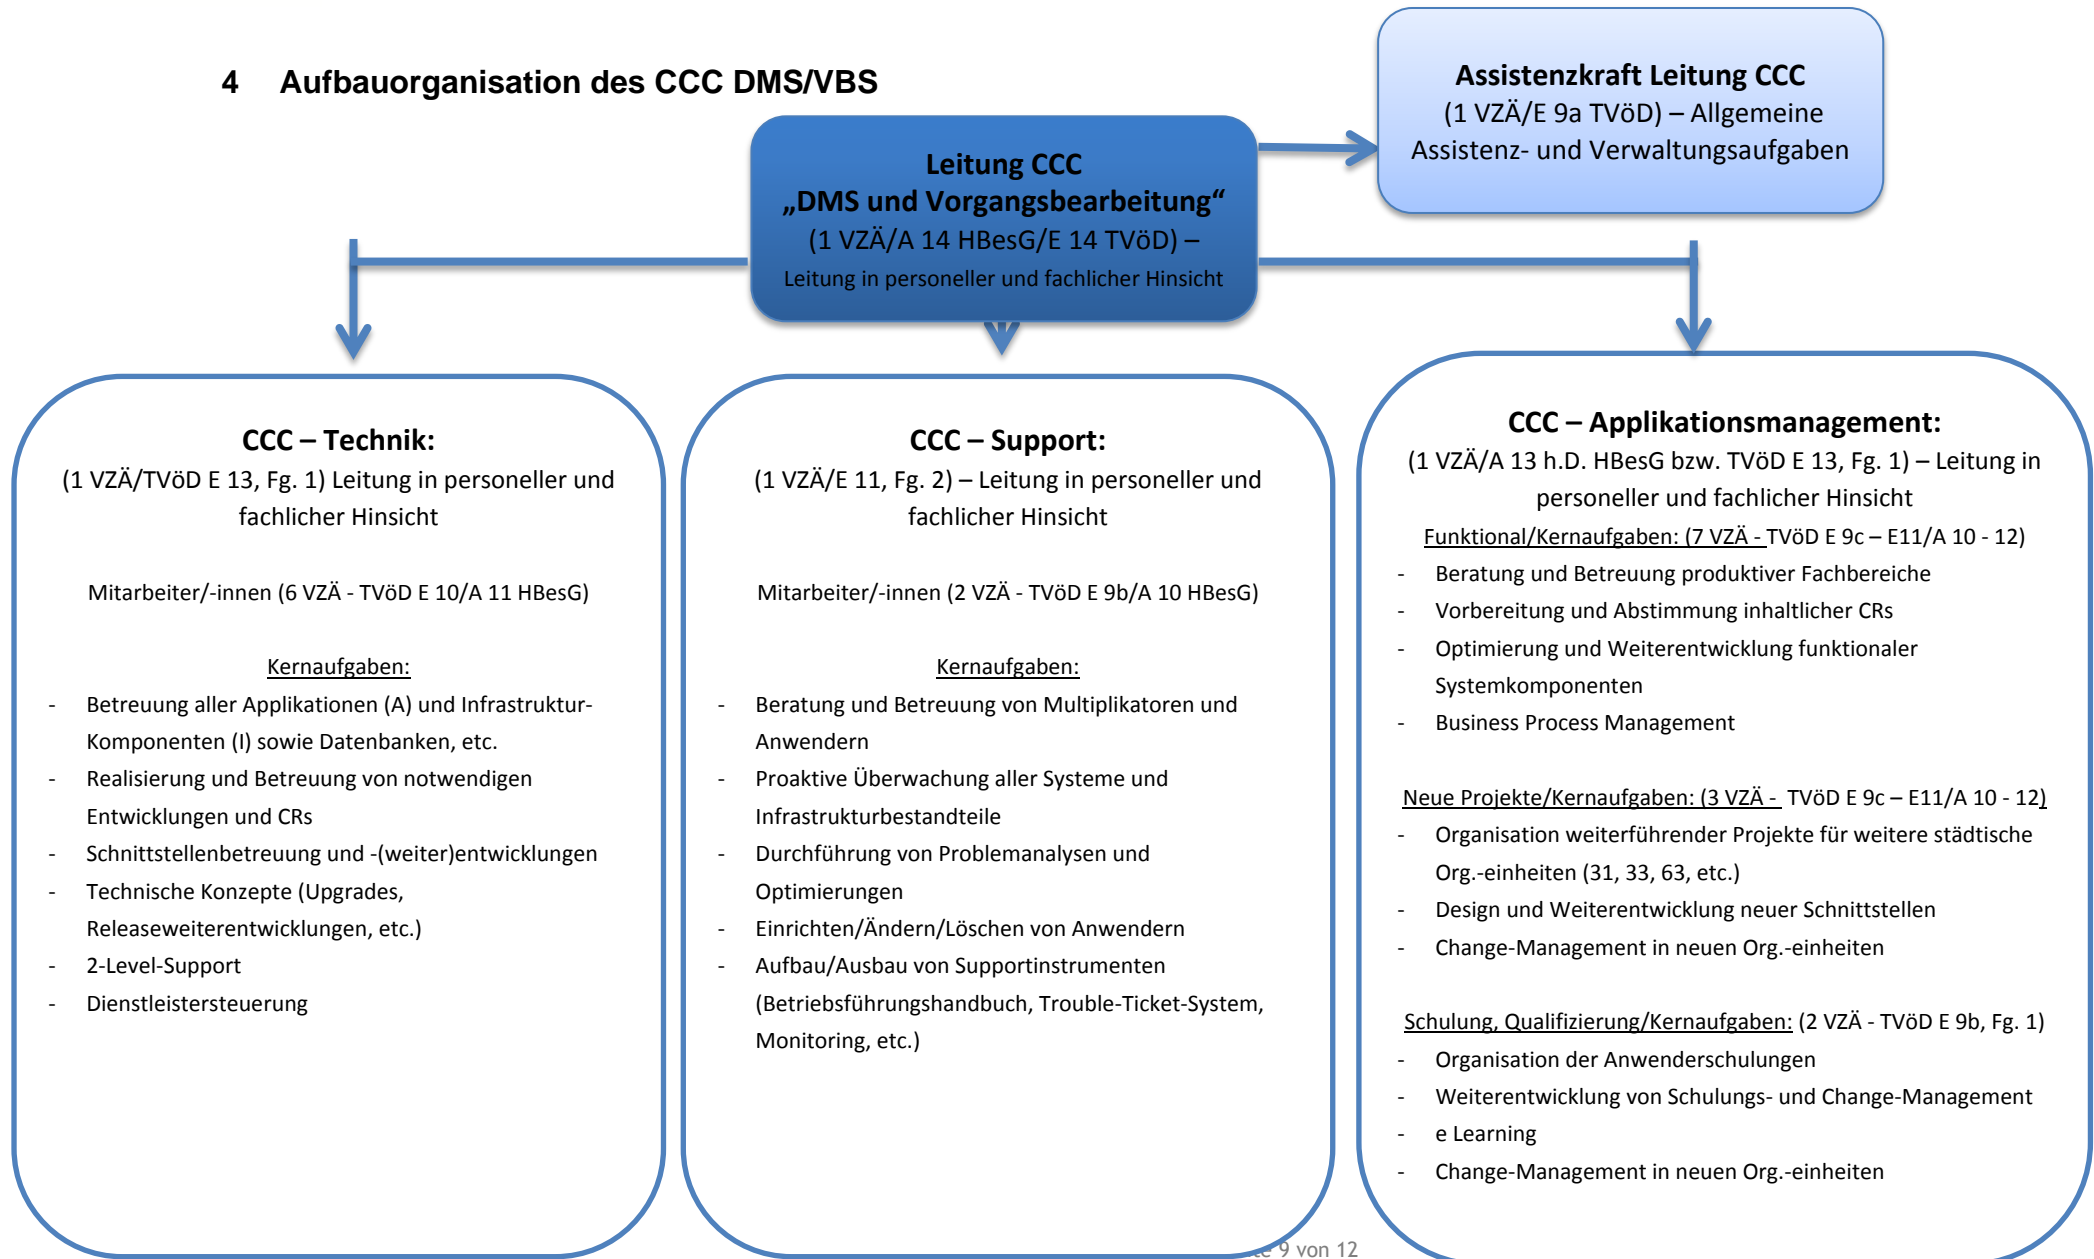 4 Aufbauorganisation des CCC DMS/VBS
Assistenzkraft Leitung CCC
(1 VZÄ/E 9a TVöD) – Allgemeine
Assistenz- und Verwaltungsaufgaben
Leitung CCC
„DMS und Vorgangsbearbeitung“
(1 VZÄ/A 14 HBesG/E 14 TVöD) –
Leitung in personeller und fachlicher Hinsicht
CCC – Technik:
(1 VZÄ/TVöD E 13, Fg. 1) Leitung in personeller und
fachlicher Hinsicht
Mitarbeiter/-innen (6 VZÄ - TVöD E 10/A 11 HBesG)
Kernaufgaben:
- Betreuung aller Applikationen (A) und Infrastruktur-
Komponenten (I) sowie Datenbanken, etc.
- Realisierung und Betreuung von notwendigen
Entwicklungen und CRs
- Schnittstellenbetreuung und -(weiter)entwicklungen
- Technische Konzepte (Upgrades,
Releaseweiterentwicklungen, etc.)
- 2-Level-Support
- Dienstleistersteuerung
CCC – Support:
(1 VZÄ/E 11, Fg. 2) – Leitung in personeller und
fachlicher Hinsicht
Mitarbeiter/-innen (2 VZÄ - TVöD E 9b/A 10 HBesG)
Kernaufgaben:
- Beratung und Betreuung von Multiplikatoren und
Anwendern
- Proaktive Überwachung aller Systeme und
Infrastrukturbestandteile
- Durchführung von Problemanalysen und
Optimierungen
- Einrichten/Ändern/Löschen von Anwendern
- Aufbau/Ausbau von Supportinstrumenten
(Betriebsführungshandbuch, Trouble-Ticket-System,
Monitoring, etc.)
CCC – Applikationsmanagement:
(1 VZÄ/A 13 h.D. HBesG bzw. TVöD E 13, Fg. 1) – Leitung in
personeller und fachlicher Hinsicht
Funktional/Kernaufgaben: (7 VZÄ - TVöD E 9c – E11/A 10 - 12)
- Beratung und Betreuung produktiver Fachbereiche
- Vorbereitung und Abstimmung inhaltlicher CRs
- Optimierung und Weiterentwicklung funktionaler
Systemkomponenten
- Business Process Management
Neue Projekte/Kernaufgaben: (3 VZÄ - TVöD E 9c – E11/A 10 - 12)
- Organisation weiterführender Projekte für weitere städtische
Org.-einheiten (31, 33, 63, etc.)
- Design und Weiterentwicklung neuer Schnittstellen
- Change-Management in neuen Org.-einheiten
Schulung, Qualifizierung/Kernaufgaben: (2 VZÄ - TVöD E 9b, Fg. 1)
- Organisation der Anwenderschulungen
- Weiterentwicklung von Schulungs- und Change-Management
- e Learning
- Change-Management in neuen Org.-einheiten
9 von 12